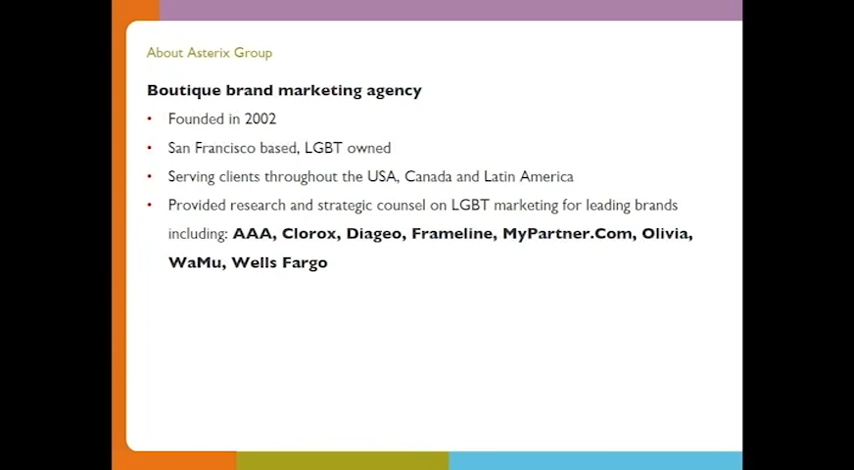 About Asterix Group
Boutique brand marketing agency
• Founded in 2002
• San Francisco based, LGBT owned
• Serving clients throughout the USA, Canada and Latin America
• Provided research and strategic counsel on LGBT marketing for leading brands
including: AAA, Clorox, Diageo, Frameline, MyPartner.Com, Olivia,
WaMu, Wells Fargo